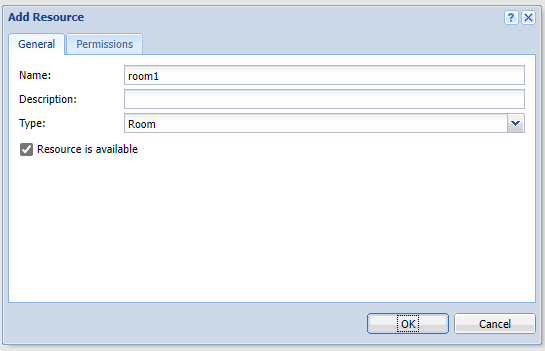 Add Resource
?
General Permissions
Name: room1
Description:
Type: Room
Resource is available
OK Cancel